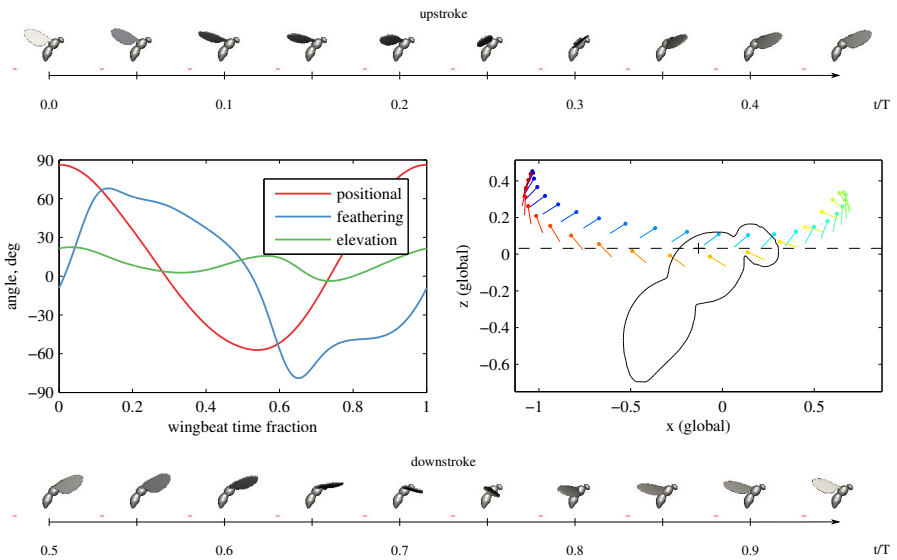 upstroke
0.0 0.1 0.2 0.3 0.4 t/T
90
60
30
0
−30
−60
−90
angle, deg
positional
feathering
elevation
0 0.2 0.4 0.6 0.8 1
wingbeat time fraction
0.4
0.2
0
−0.2
−0.4
−0.6
z (global)
−1 −0.5 0 0.5
x (global)
downstroke
0.5 0.6 0.7 0.8 0.9 t/T